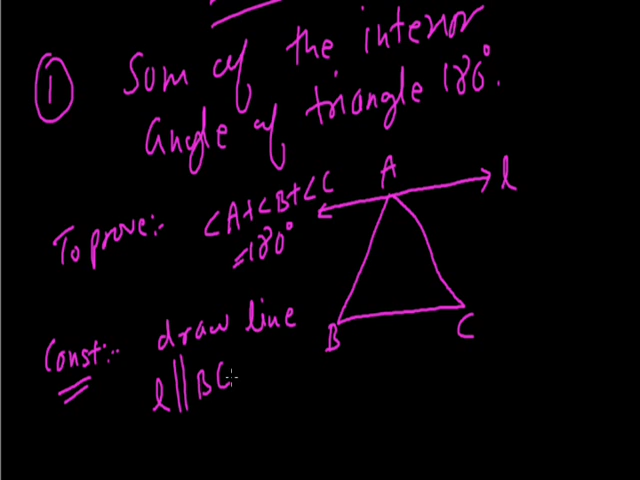 ① Sum of the interior
angle of triangle 180°.
To prove:- ∠A+∠B+∠C
=180°
Const:- draw line
l || BC
A
l
B
C